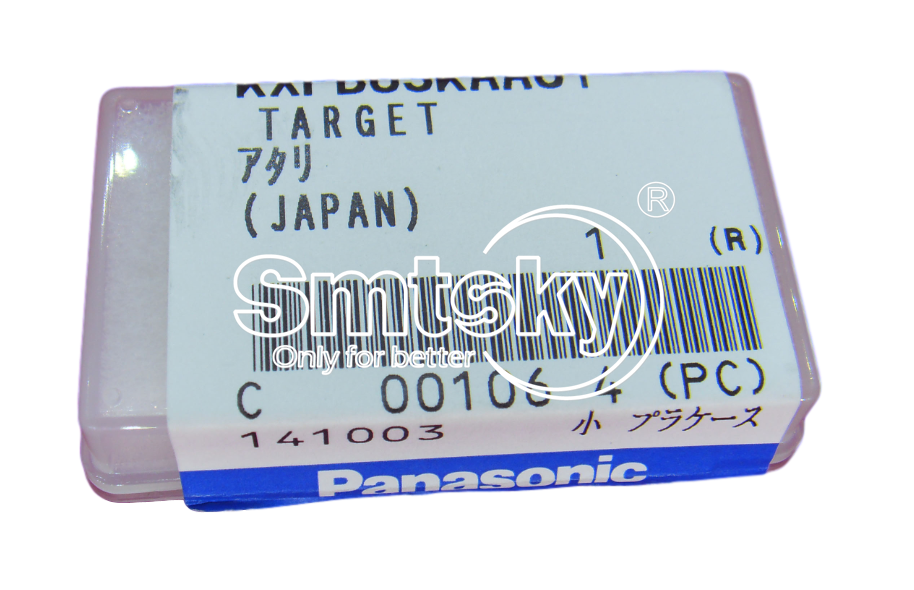 TARGET
アタリ
(JAPAN)
®
1 (R)
Smtsky
Only for better
C 00106 4 (PC)
141003 小 プラケース
Panasonic